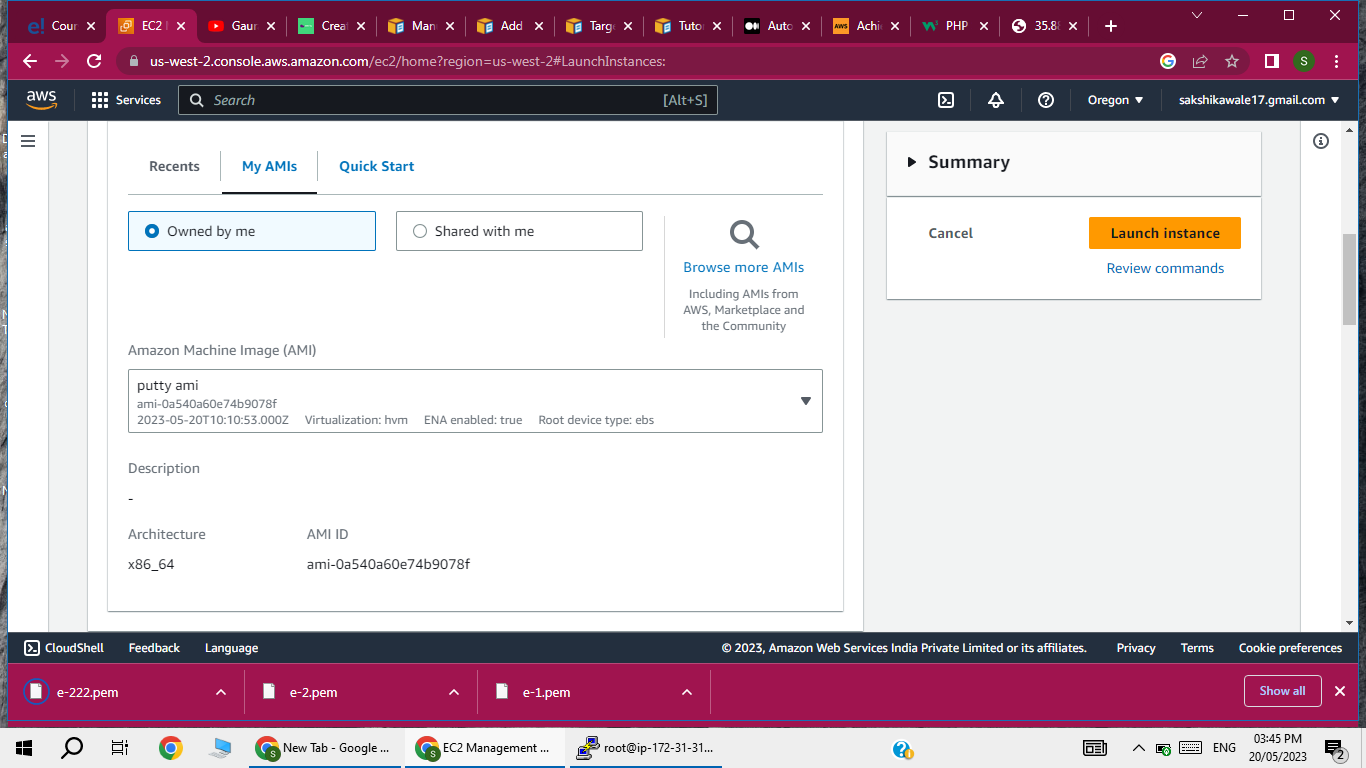 Cour
EC2
Gaur
Creat
Man
Add
Targ
Tuto
Auto
Achi
PHP
35.8
us-west-2.console.aws.amazon.com/ec2/home?region=us-west-2#LaunchInstances:
S
aws
Services
Search
[Alt+S]
Oregon
sakshikawale17.gmail.com
Recents
My AMIs
Quick Start
Owned by me
Shared with me
Browse more AMIs
Including AMIs from
AWS, Marketplace and
the Community
Amazon Machine Image (AMI)
putty ami
ami-0a540a60e74b9078f
2023-05-20T10:10:53.000Z Virtualization: hvm ENA enabled: true Root device type: ebs
Description
-
Architecture
AMI ID
x86_64
ami-0a540a60e74b9078f
Summary
Cancel
Launch instance
Review commands
CloudShell
Feedback
Language
© 2023, Amazon Web Services India Private Limited or its affiliates.
Privacy
Terms
Cookie preferences
e-222.pem
e-2.pem
e-1.pem
Show all
New Tab - Google ...
EC2 Management ...
root@ip-172-31-31...
ENG
03:45 PM
20/05/2023
2